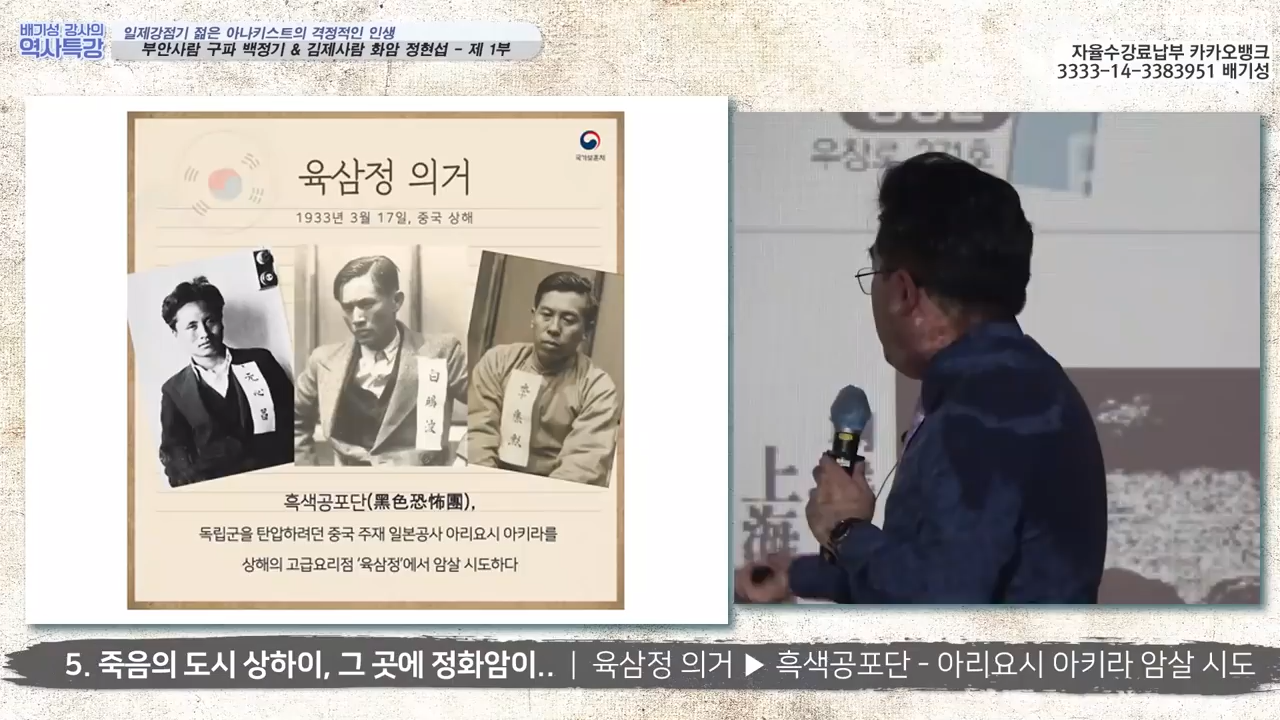 배기성 강사의
역사특강
일제강점기 젊은 아나키스트의 격정적인 인생
부안사람 구파 백정기 & 김제사람 화암 정현섭 - 제 1부
자율수강료납부 카카오뱅크
3333-14-3383951 배기성
국가보훈처
육삼정 의거
1933년 3월 17일, 중국 상해
元心昌
白鷗波
흑색공포단(黑色恐怖團),
독립군을 탄압하려던 중국 주재 일본공사 아리요시 아키라를
상해의 고급요리점 '육삼정'에서 암살 시도하다
上海
5. 죽음의 도시 상하이, 그 곳에 정화암이.. | 육삼정 의거 ▶ 흑색공포단 - 아리요시 아키라 암살 시도